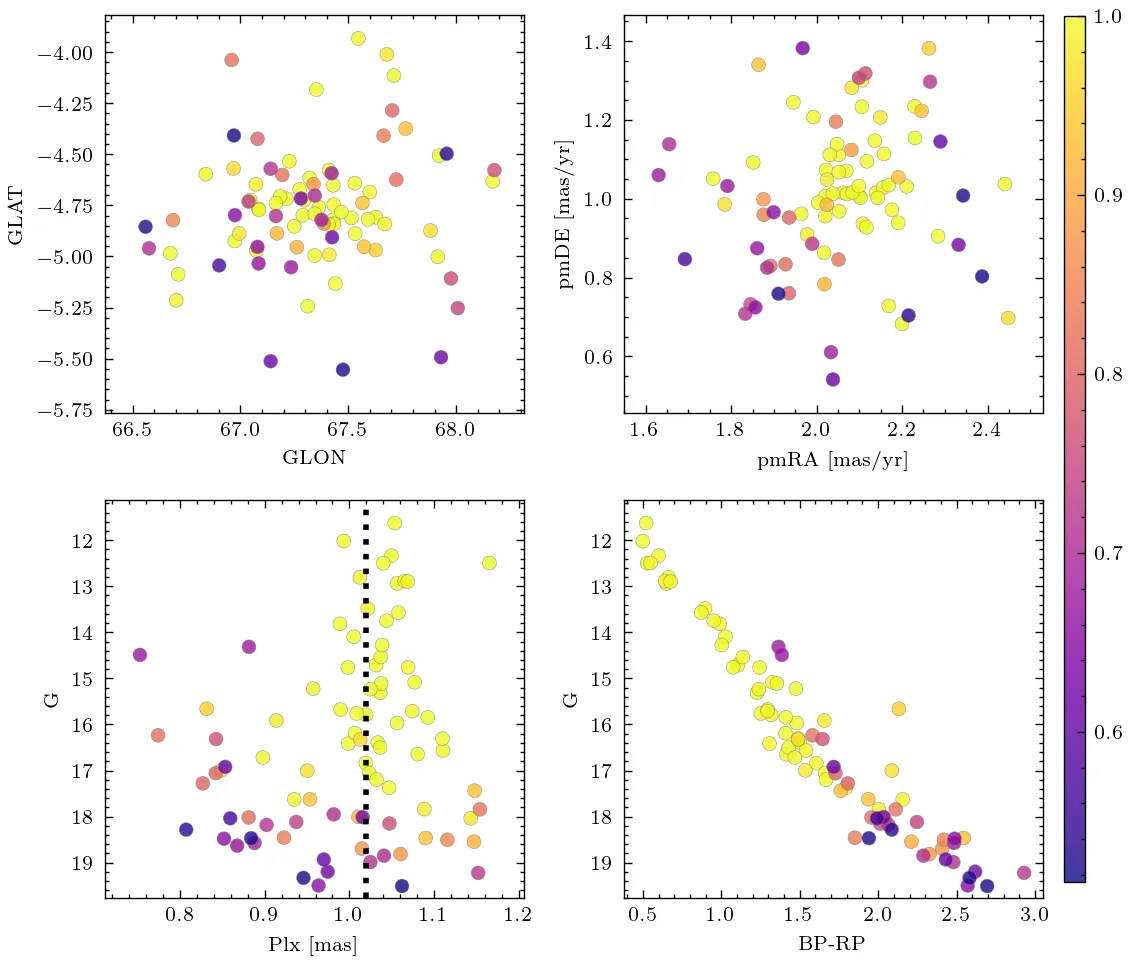 −4.00
−4.25
−4.50
−4.75
−5.00
−5.25
−5.50
−5.75
GLAT
66.5 67.0 67.5 68.0
GLON
1.4
1.2
1.0
0.8
0.6
pmDE [mas/yr]
1.6 1.8 2.0 2.2 2.4
pmRA [mas/yr]
12
13
14
15
16
17
18
19
G
0.8 0.9 1.0 1.1 1.2
Plx [mas]
12
13
14
15
16
17
18
19
G
0.5 1.0 1.5 2.0 2.5 3.0
BP-RP
1.0
0.9
0.8
0.7
0.6